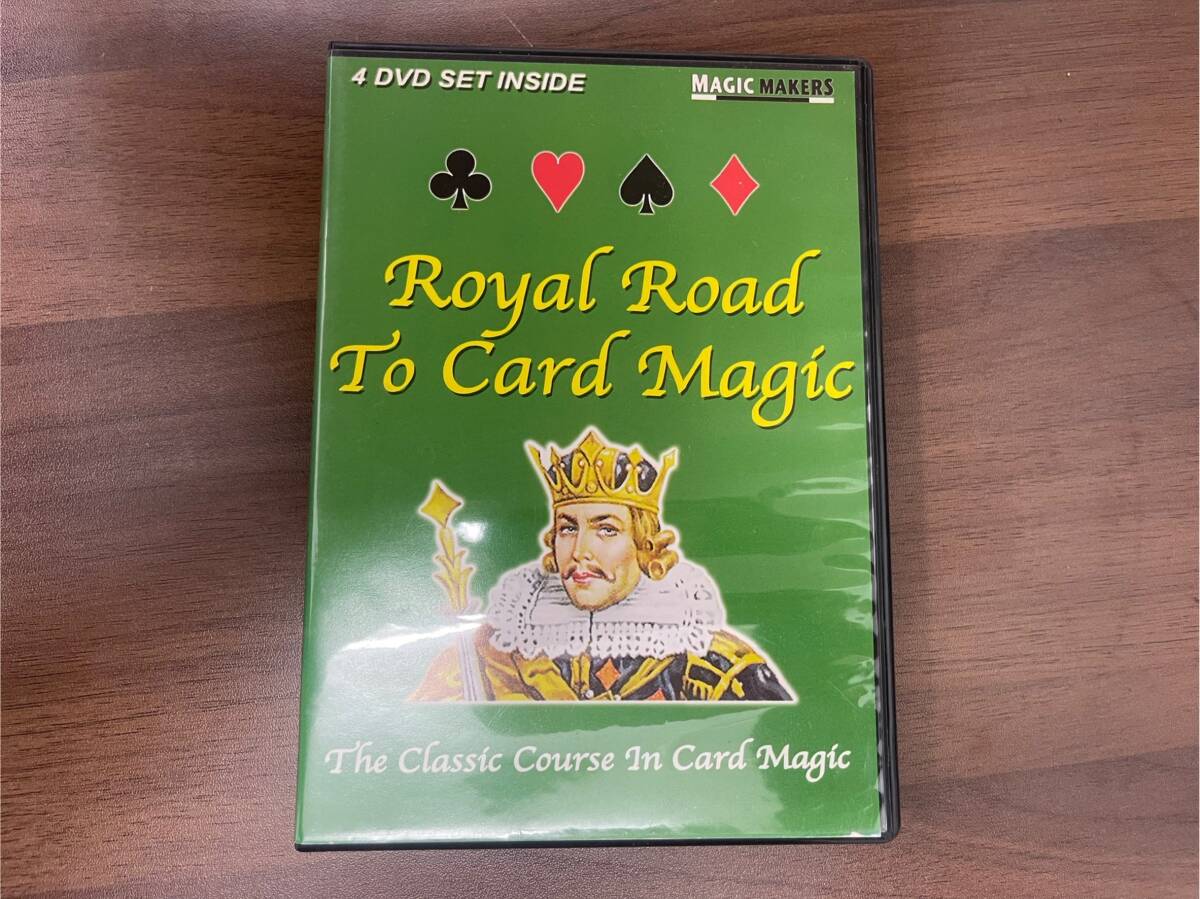 4 DVD SET INSIDE
MAGIC MAKERS
Royal Road
To Card Magic
The Classic Course In Card Magic